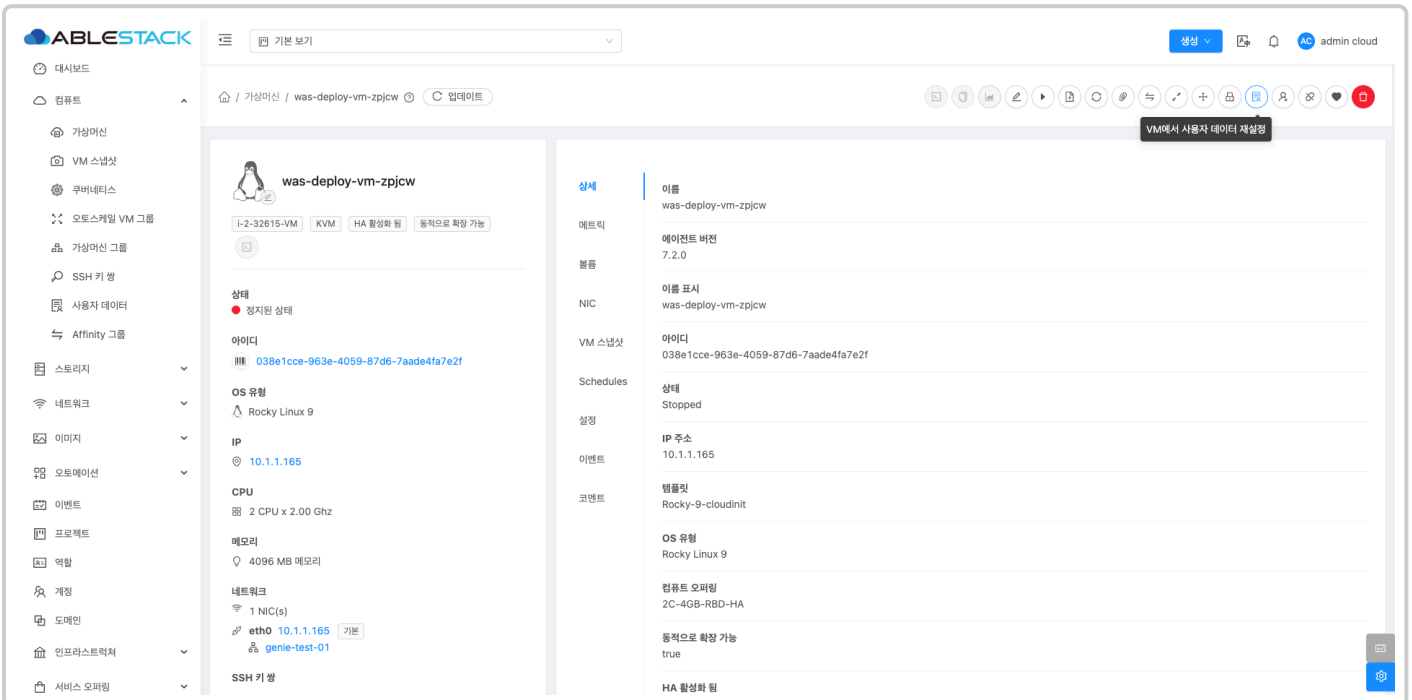 ABLESTACK
기본 보기
생성
AC
admin cloud
대시보드
컴퓨트
가상머신
VM 스냅샷
쿠버네티스
오토스케일 VM 그룹
가상머신 그룹
SSH 키 쌍
사용자 데이터
Affinity 그룹
스토리지
네트워크
이미지
오토메이션
이벤트
프로젝트
역할
계정
도메인
인프라스트럭쳐
서비스 오퍼링
/ 가상머신 / was-deploy-vm-zpjcw
업데이트
VM에서 사용자 데이터 재설정
was-deploy-vm-zpjcw
i-2-32615-VM
KVM
HA 활성화 됨
동적으로 확장 가능
상태
정지된 상태
아이디
038e1cce-963e-4059-87d6-7aade4fa7e2f
OS 유형
Rocky Linux 9
IP
10.1.1.165
CPU
2 CPU x 2.00 Ghz
메모리
4096 MB 메모리
네트워크
1 NIC(s)
eth0 10.1.1.165 기본
genie-test-01
SSH 키 쌍
상세
메트릭
볼륨
NIC
VM 스냅샷
Schedules
설정
이벤트
코멘트
이름
was-deploy-vm-zpjcw
에이전트 버전
7.2.0
이름 표시
was-deploy-vm-zpjcw
아이디
038e1cce-963e-4059-87d6-7aade4fa7e2f
상태
Stopped
IP 주소
10.1.1.165
템플릿
Rocky-9-cloudinit
OS 유형
Rocky Linux 9
컴퓨트 오퍼링
2C-4GB-RBD-HA
동적으로 확장 가능
true
HA 활성화 됨